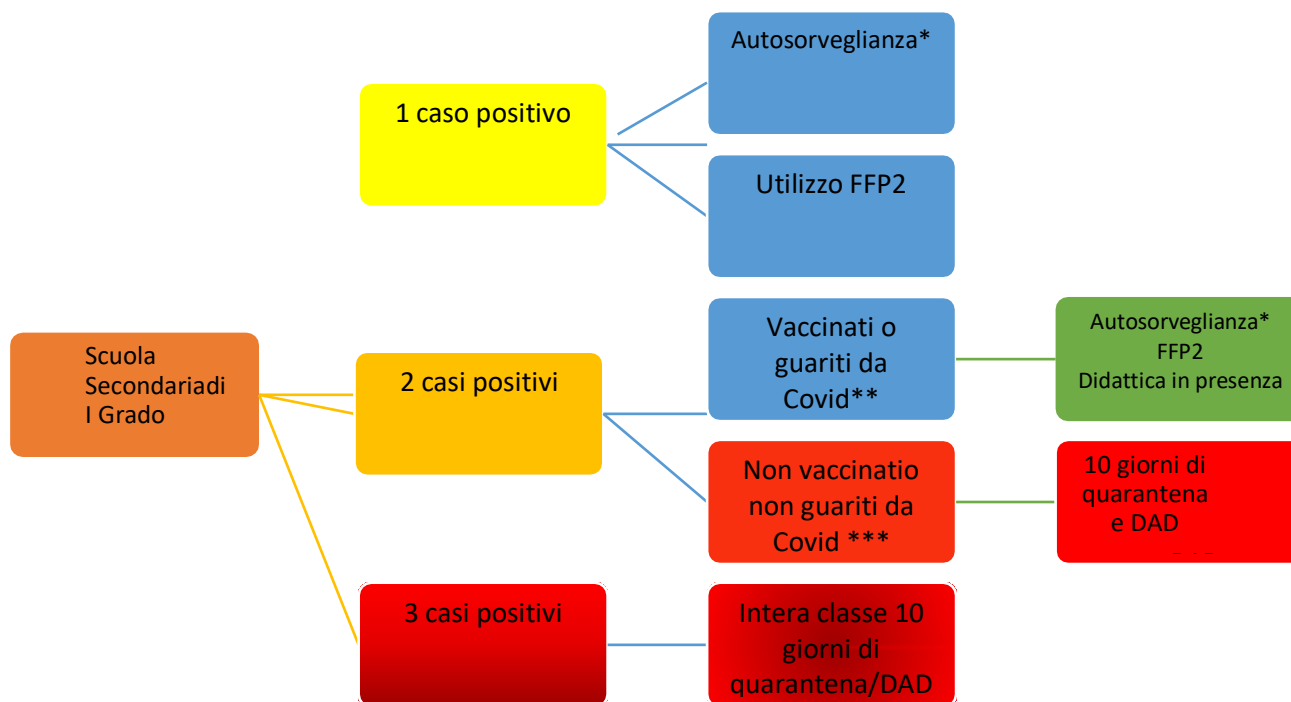 Autosorveglianza*
1 caso positivo
Utilizzo FFP2
Scuola
Secondariadi
I Grado
2 casi positivi
Vaccinati o
guariti da
Covid**
Autosorveglianza*
FFP2
Didattica in presenza
Non vaccinatio
non guariti da
Covid ***
10 giorni di
quarantena
e DAD
3 casi positivi
Intera classe 10
giorni di
quarantena/DAD